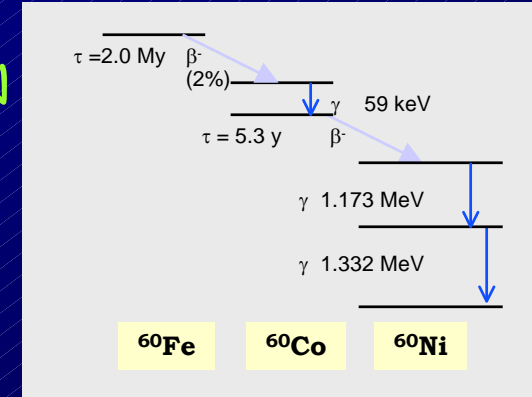 τ =2.0 My β-
(2%)
γ 59 keV
τ = 5.3 y β-
γ 1.173 MeV
γ 1.332 MeV
⁶⁰Fe ⁶⁰Co ⁶⁰Ni